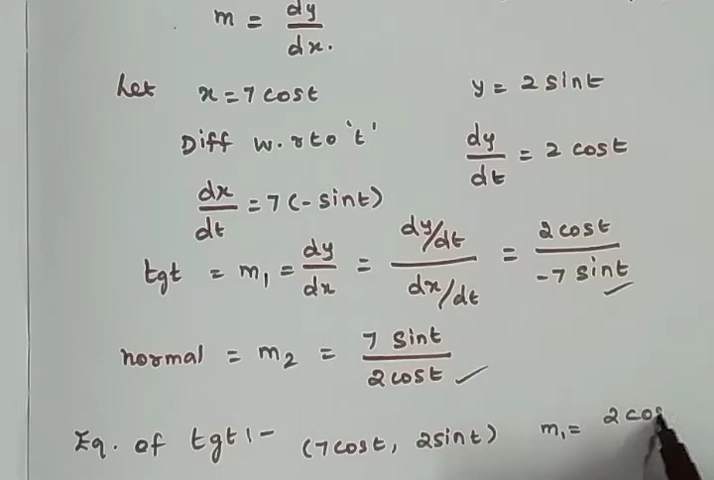 m = dy/dx.
Let x = 7 cost y = 2 sint
Diff w.r to 't' dy/dt = 2 cost
dx/dt = 7(- sint)
tgt = m₁ = dy/dx = (dy/dt)/(dx/dt) = 2 cost/-7 sint ✓
normal = m₂ = 7 sint/2 cost ✓
Eq. of tgt :- (7cost, 2sint) m₁ = 2 cos